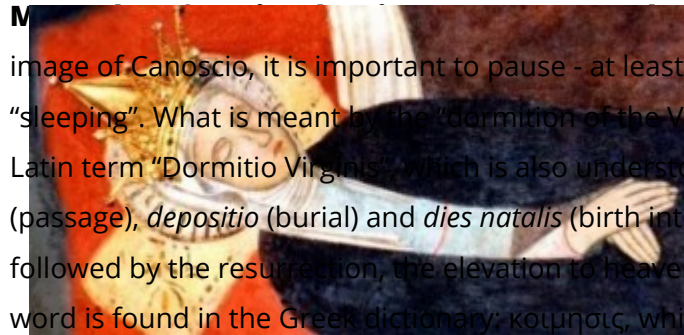 M
image of Canoscio, it is important to pause - at least
“sleeping”. What is meant by the “dormition of the V
Latin term “Dormitio Virginis”, which is also understo
(passage), depositio (burial) and dies natalis (birth int
followed by the resurrection, the elevation to heave
word is found in the Greek dictionary: κοιμησις, whi